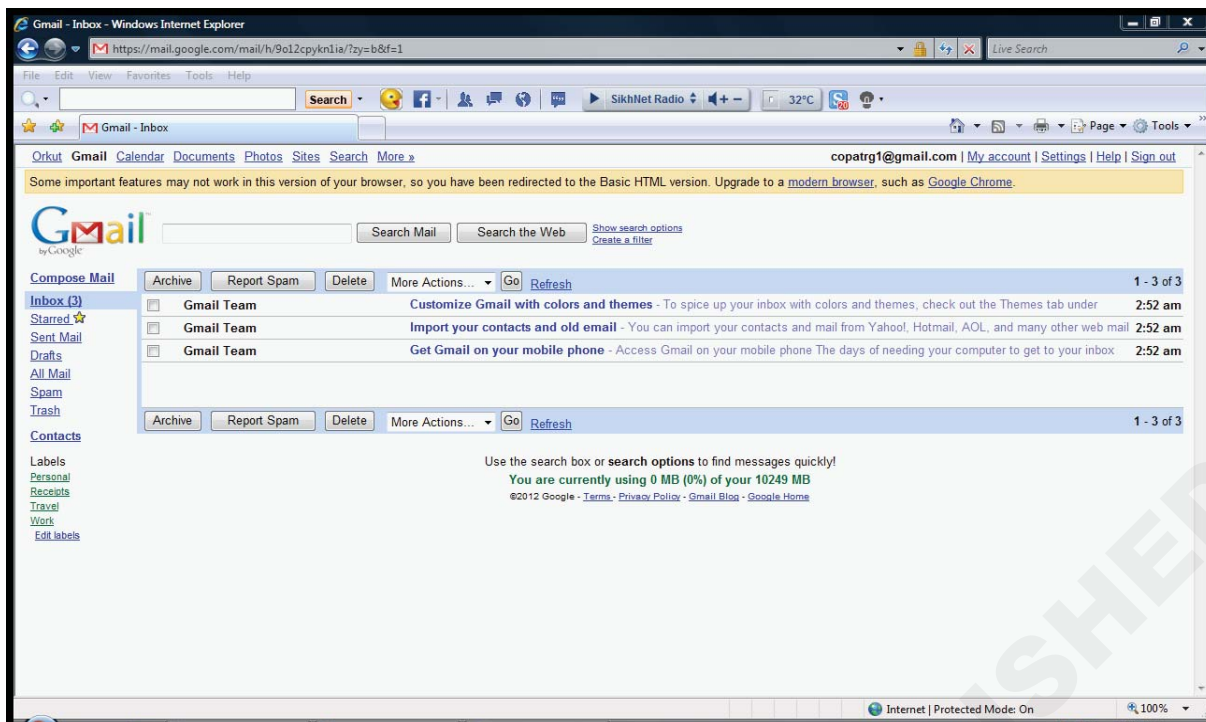 Gmail - Inbox - Windows Internet Explorer
https://mail.google.com/mail/h/9o12cpykn1ia/?zy=b&f=1 Live Search
File Edit View Favorites Tools Help
Search SikhNet Radio 32°C 20
Gmail - Inbox Page Tools
Orkut Gmail Calendar Documents Photos Sites Search More » copatrg1@gmail.com | My account | Settings | Help | Sign out
Some important features may not work in this version of your browser, so you have been redirected to the Basic HTML version. Upgrade to a modern browser, such as Google Chrome.
Gmail Search Mail Search the Web Show search options
by Google Create a filter
Compose Mail Archive Report Spam Delete More Actions... Go Refresh 1 - 3 of 3
Inbox (3) Gmail Team Customize Gmail with colors and themes - To spice up your inbox with colors and themes, check out the Themes tab under 2:52 am
Starred Gmail Team Import your contacts and old email - You can import your contacts and mail from Yahoo!, Hotmail, AOL, and many other web mail 2:52 am
Sent Mail
Drafts Gmail Team Get Gmail on your mobile phone - Access Gmail on your mobile phone The days of needing your computer to get to your inbox 2:52 am
All Mail
Spam
Trash Archive Report Spam Delete More Actions... Go Refresh 1 - 3 of 3
Contacts
Labels Use the search box or search options to find messages quickly!
Personal You are currently using 0 MB (0%) of your 10249 MB
Receipts ©2012 Google - Terms - Privacy Policy - Gmail Blog - Google Home
Travel
Work
Edit labels
Internet | Protected Mode: On 100%